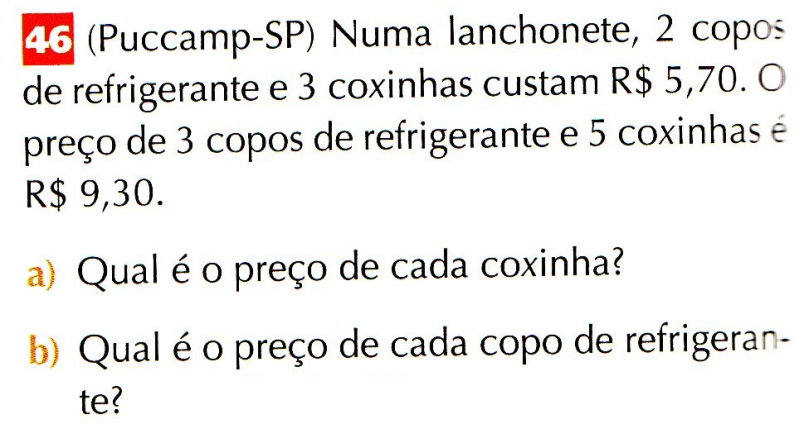 46 (Puccamp-SP) Numa lanchonete, 2 copos
de refrigerante e 3 coxinhas custam R$ 5,70. O
preço de 3 copos de refrigerante e 5 coxinhas é
R$ 9,30.
a) Qual é o preço de cada coxinha?
b) Qual é o preço de cada copo de refrigeran-
te?